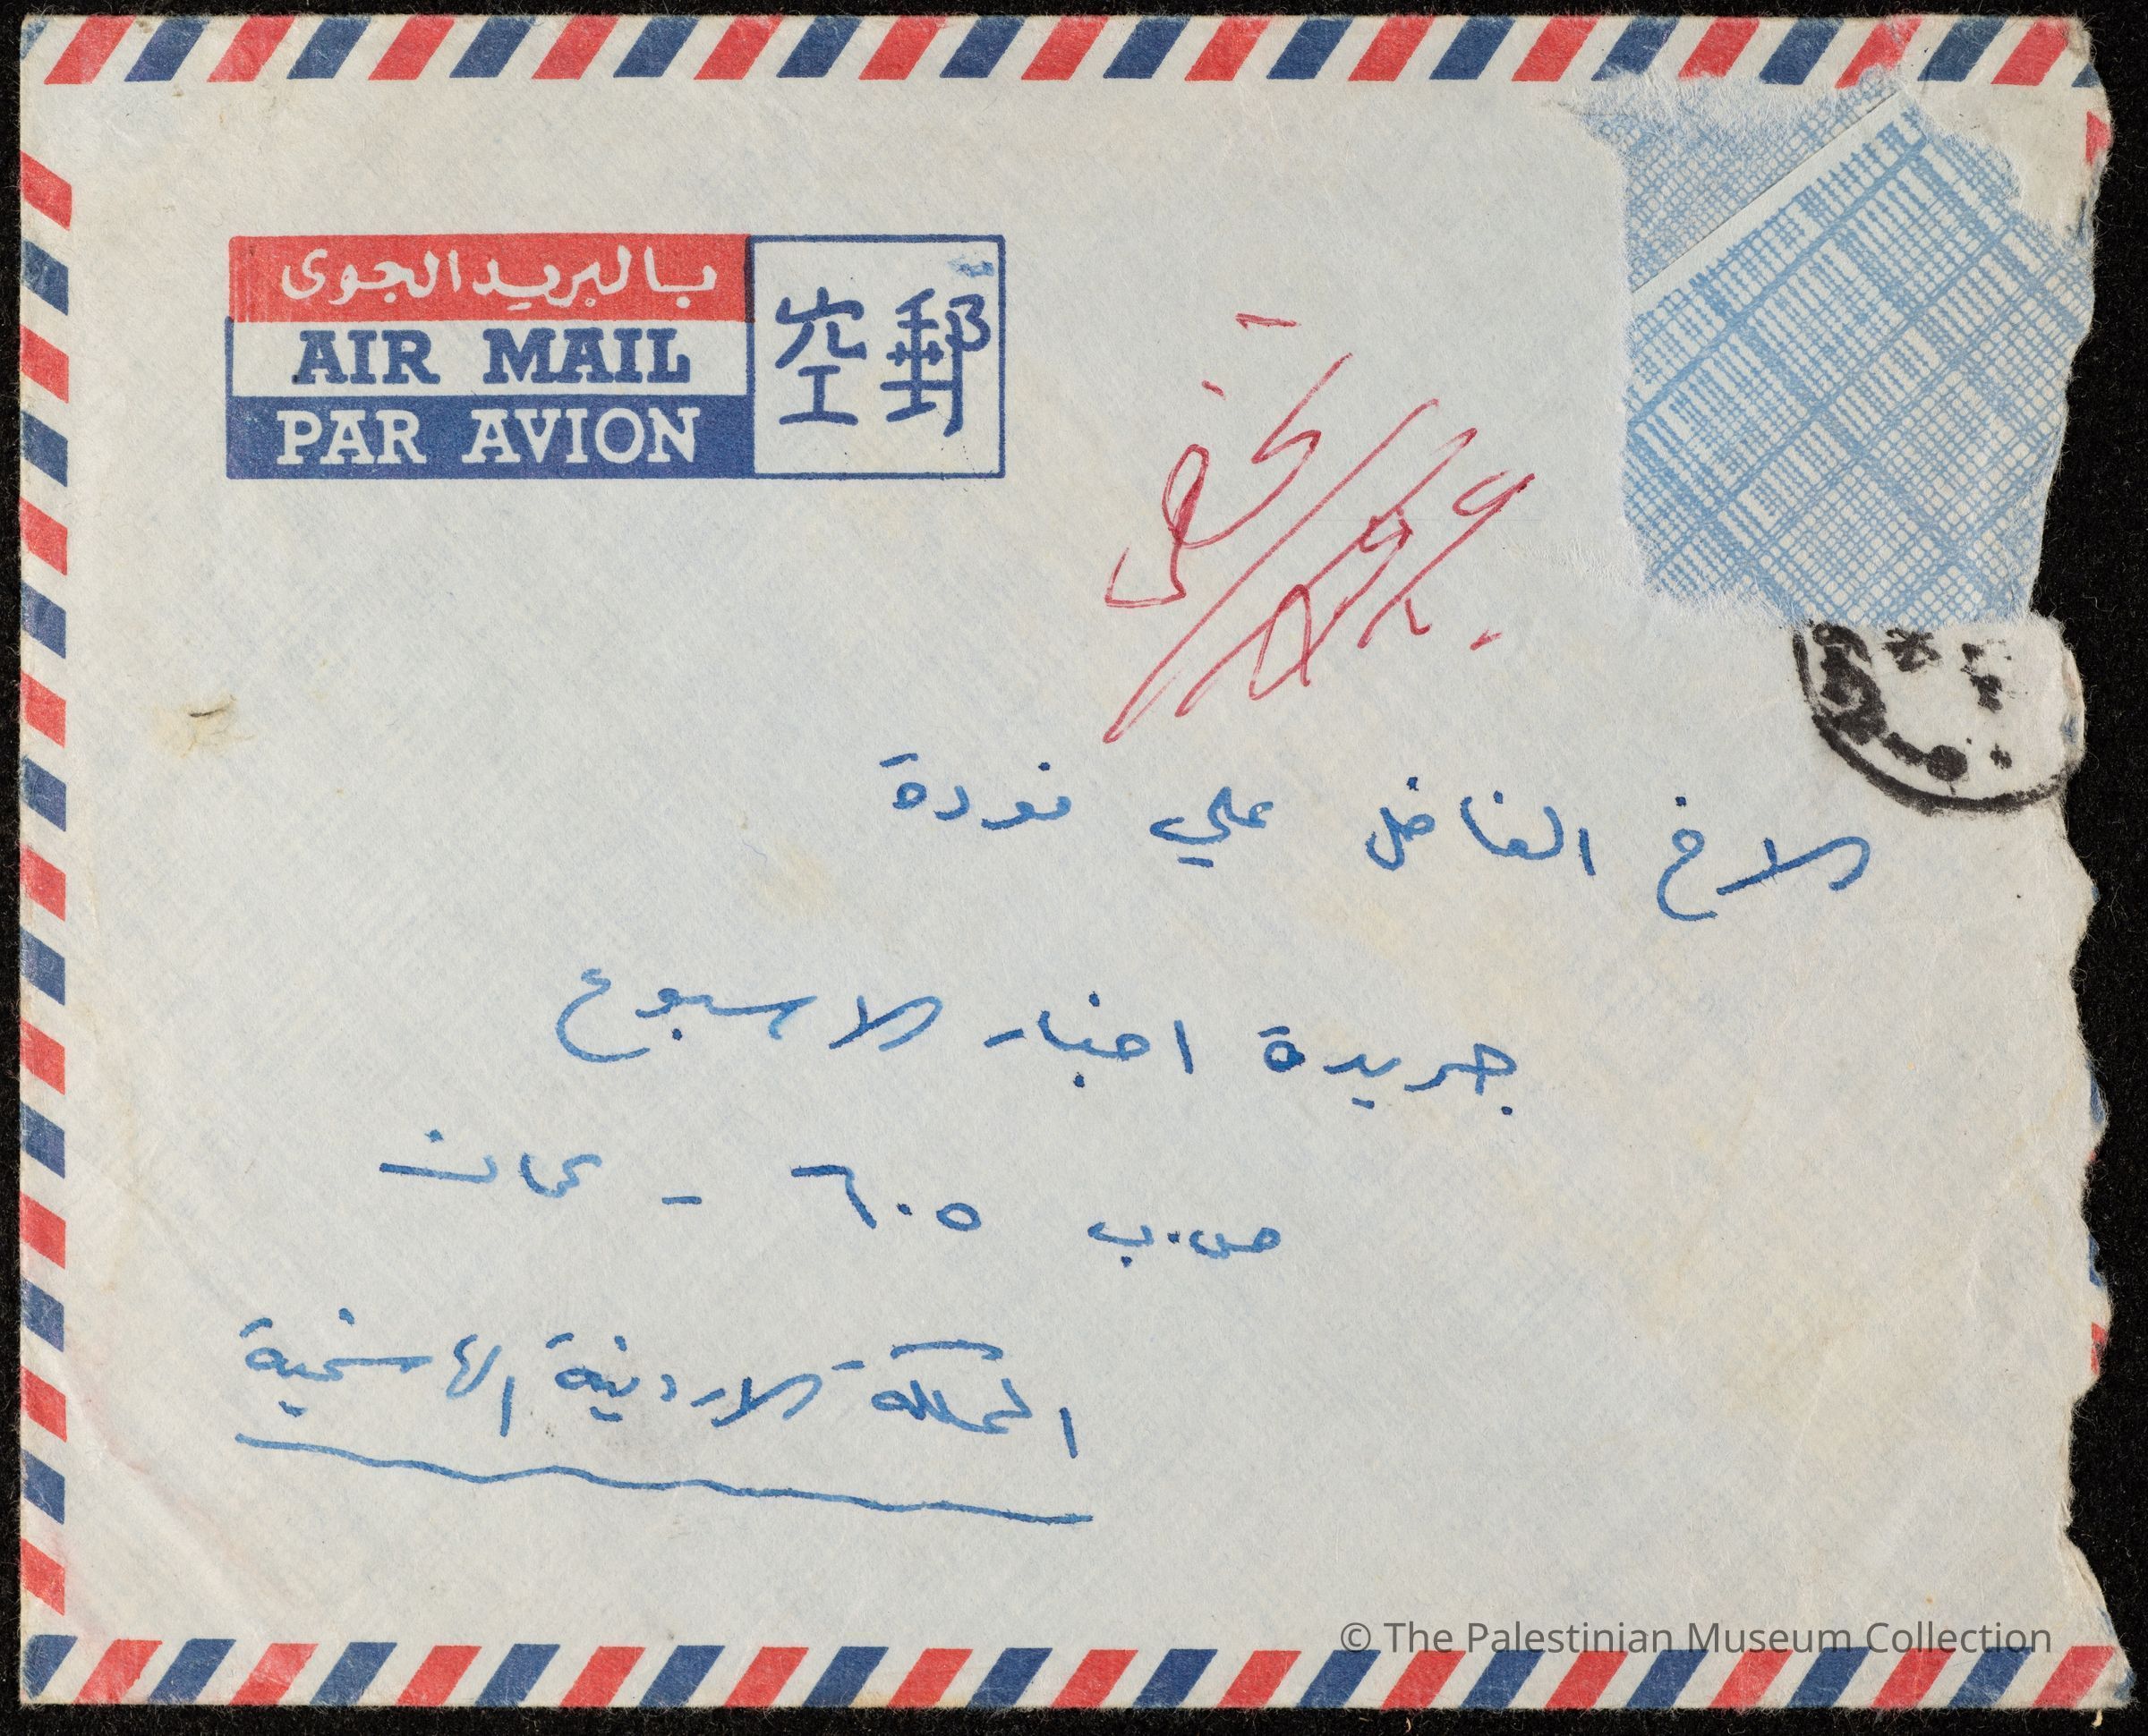 بالبريد الجوى
AIR MAIL
PAR AVION
郵空
الاخ الفاضل علي فودة
جريدة اخبار الاسبوع
ص.ب ٦٠٥ - عمان
المملكة الاردنية الهاشمية
© The Palestinian Museum Collection